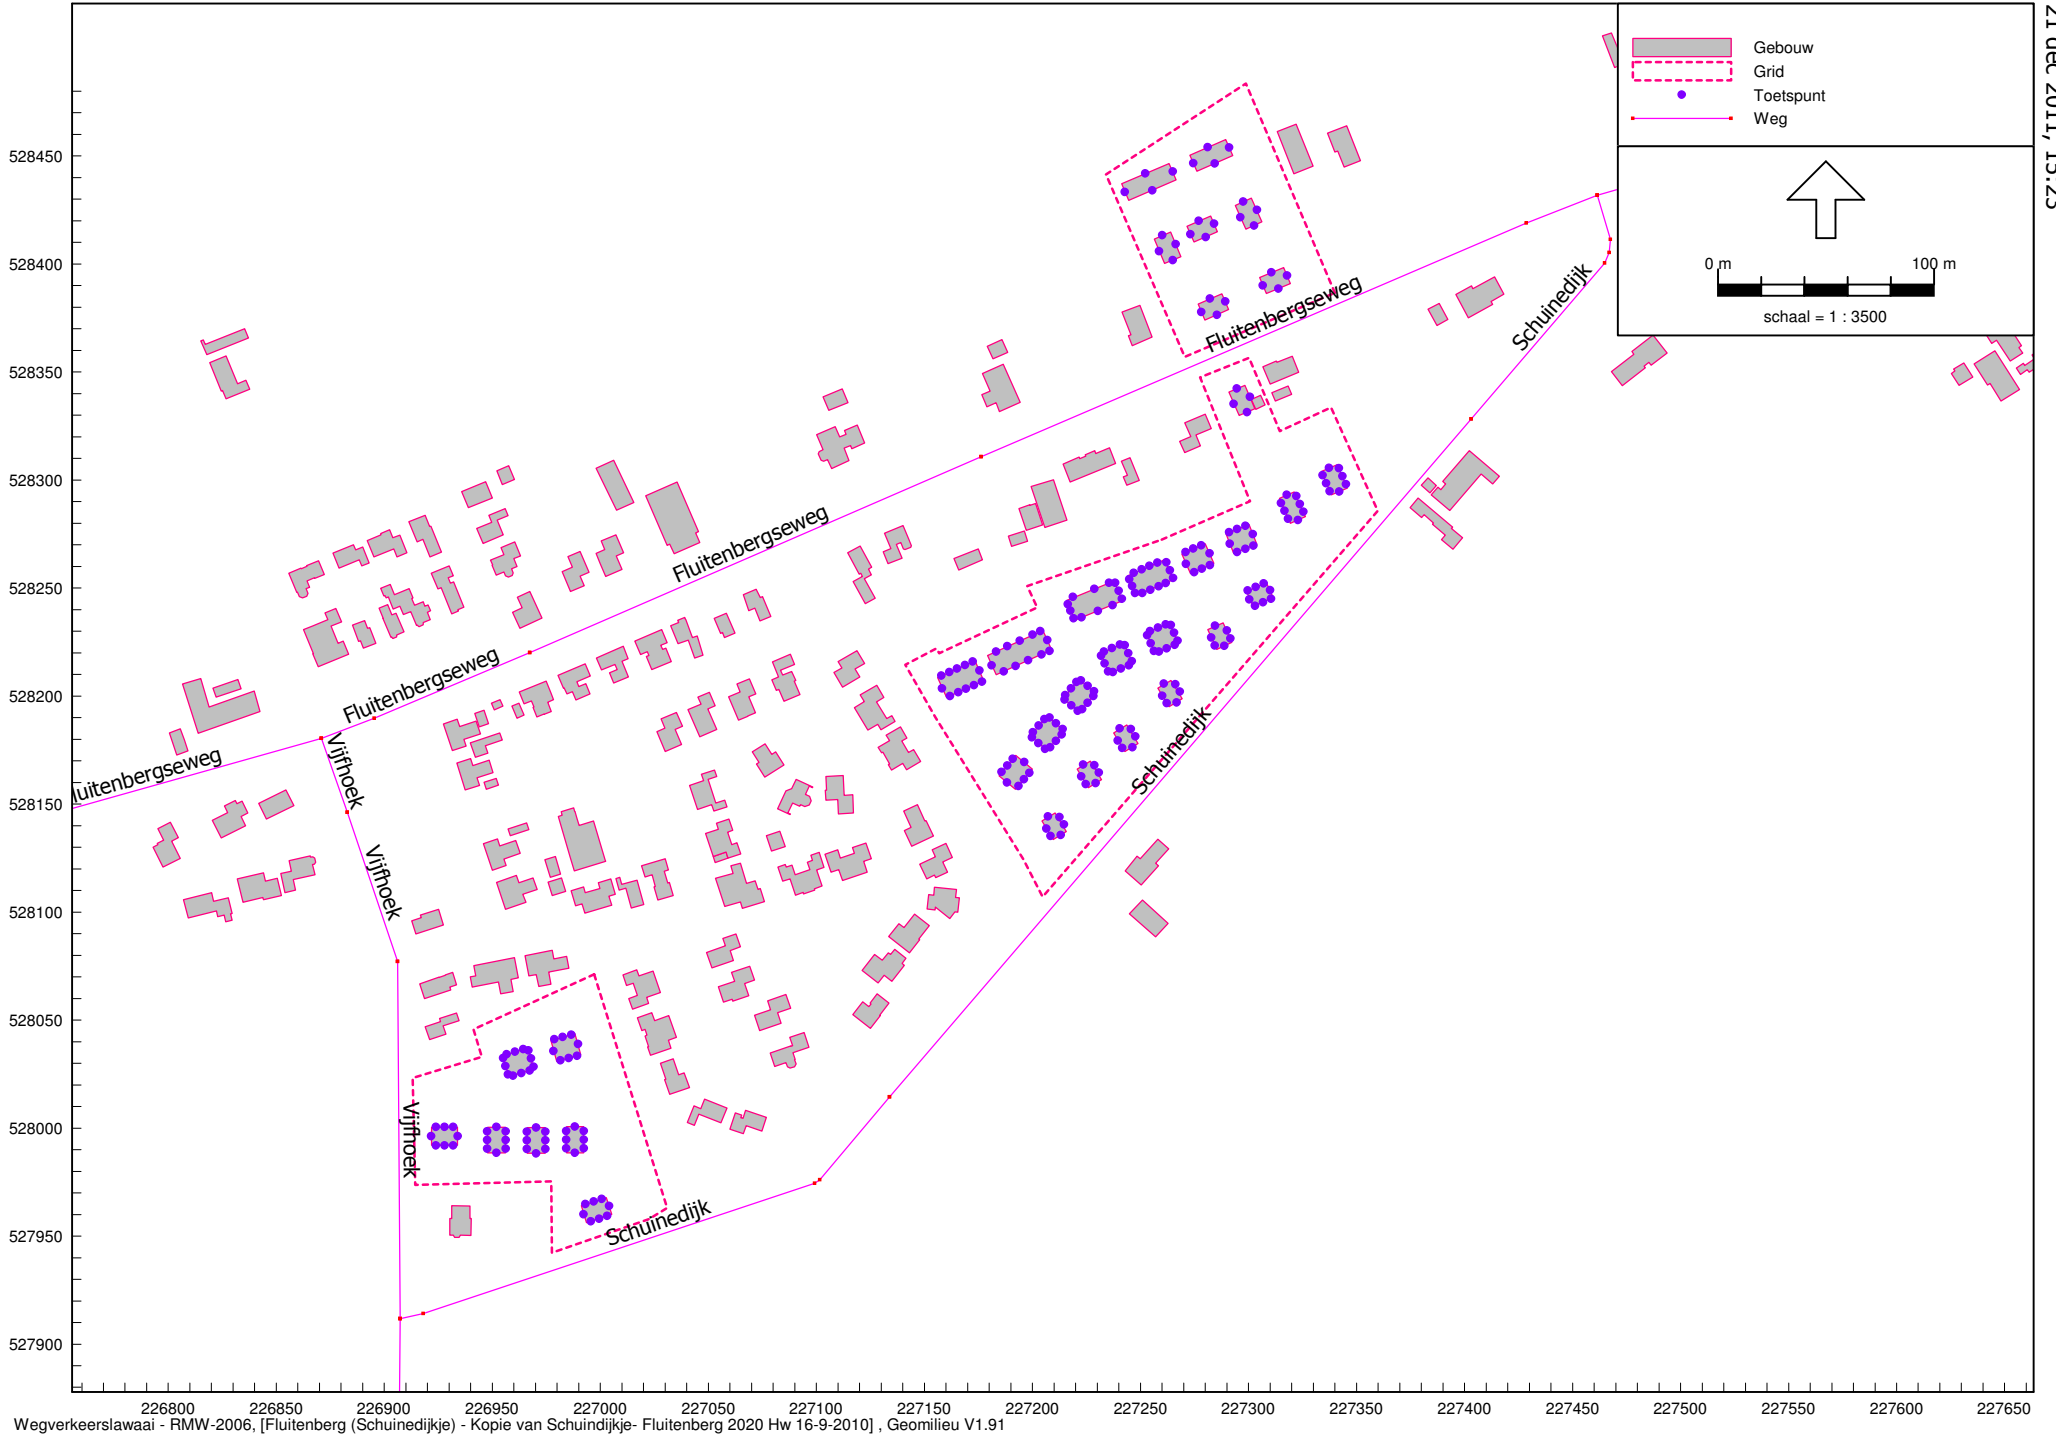 Gebouw
Grid
Toetspunt
Weg
0 m
100 m
schaal = 1 : 3500
528450
528400
528350
528300
528250
528200
528150
528100
528050
528000
527950
527900
Fluitenbergseweg
Schuinedijk
Fluitenbergseweg
Fluitenbergseweg
luitenbergseweg
Vijfhoek
Vijfhoek
Schuinedijk
Vijfhoek
Schuinedijk
226800 226850 226900 226950 227000 227050 227100 227150 227200 227250 227300 227350 227400 227450 227500 227550 227600 227650
Wegverkeerslawaai - RMW-2006, [Fluitenberg (Schuinedijkje) - Kopie van Schuindijkje- Fluitenberg 2020 Hw 16-9-2010] , Geomilieu V1.91